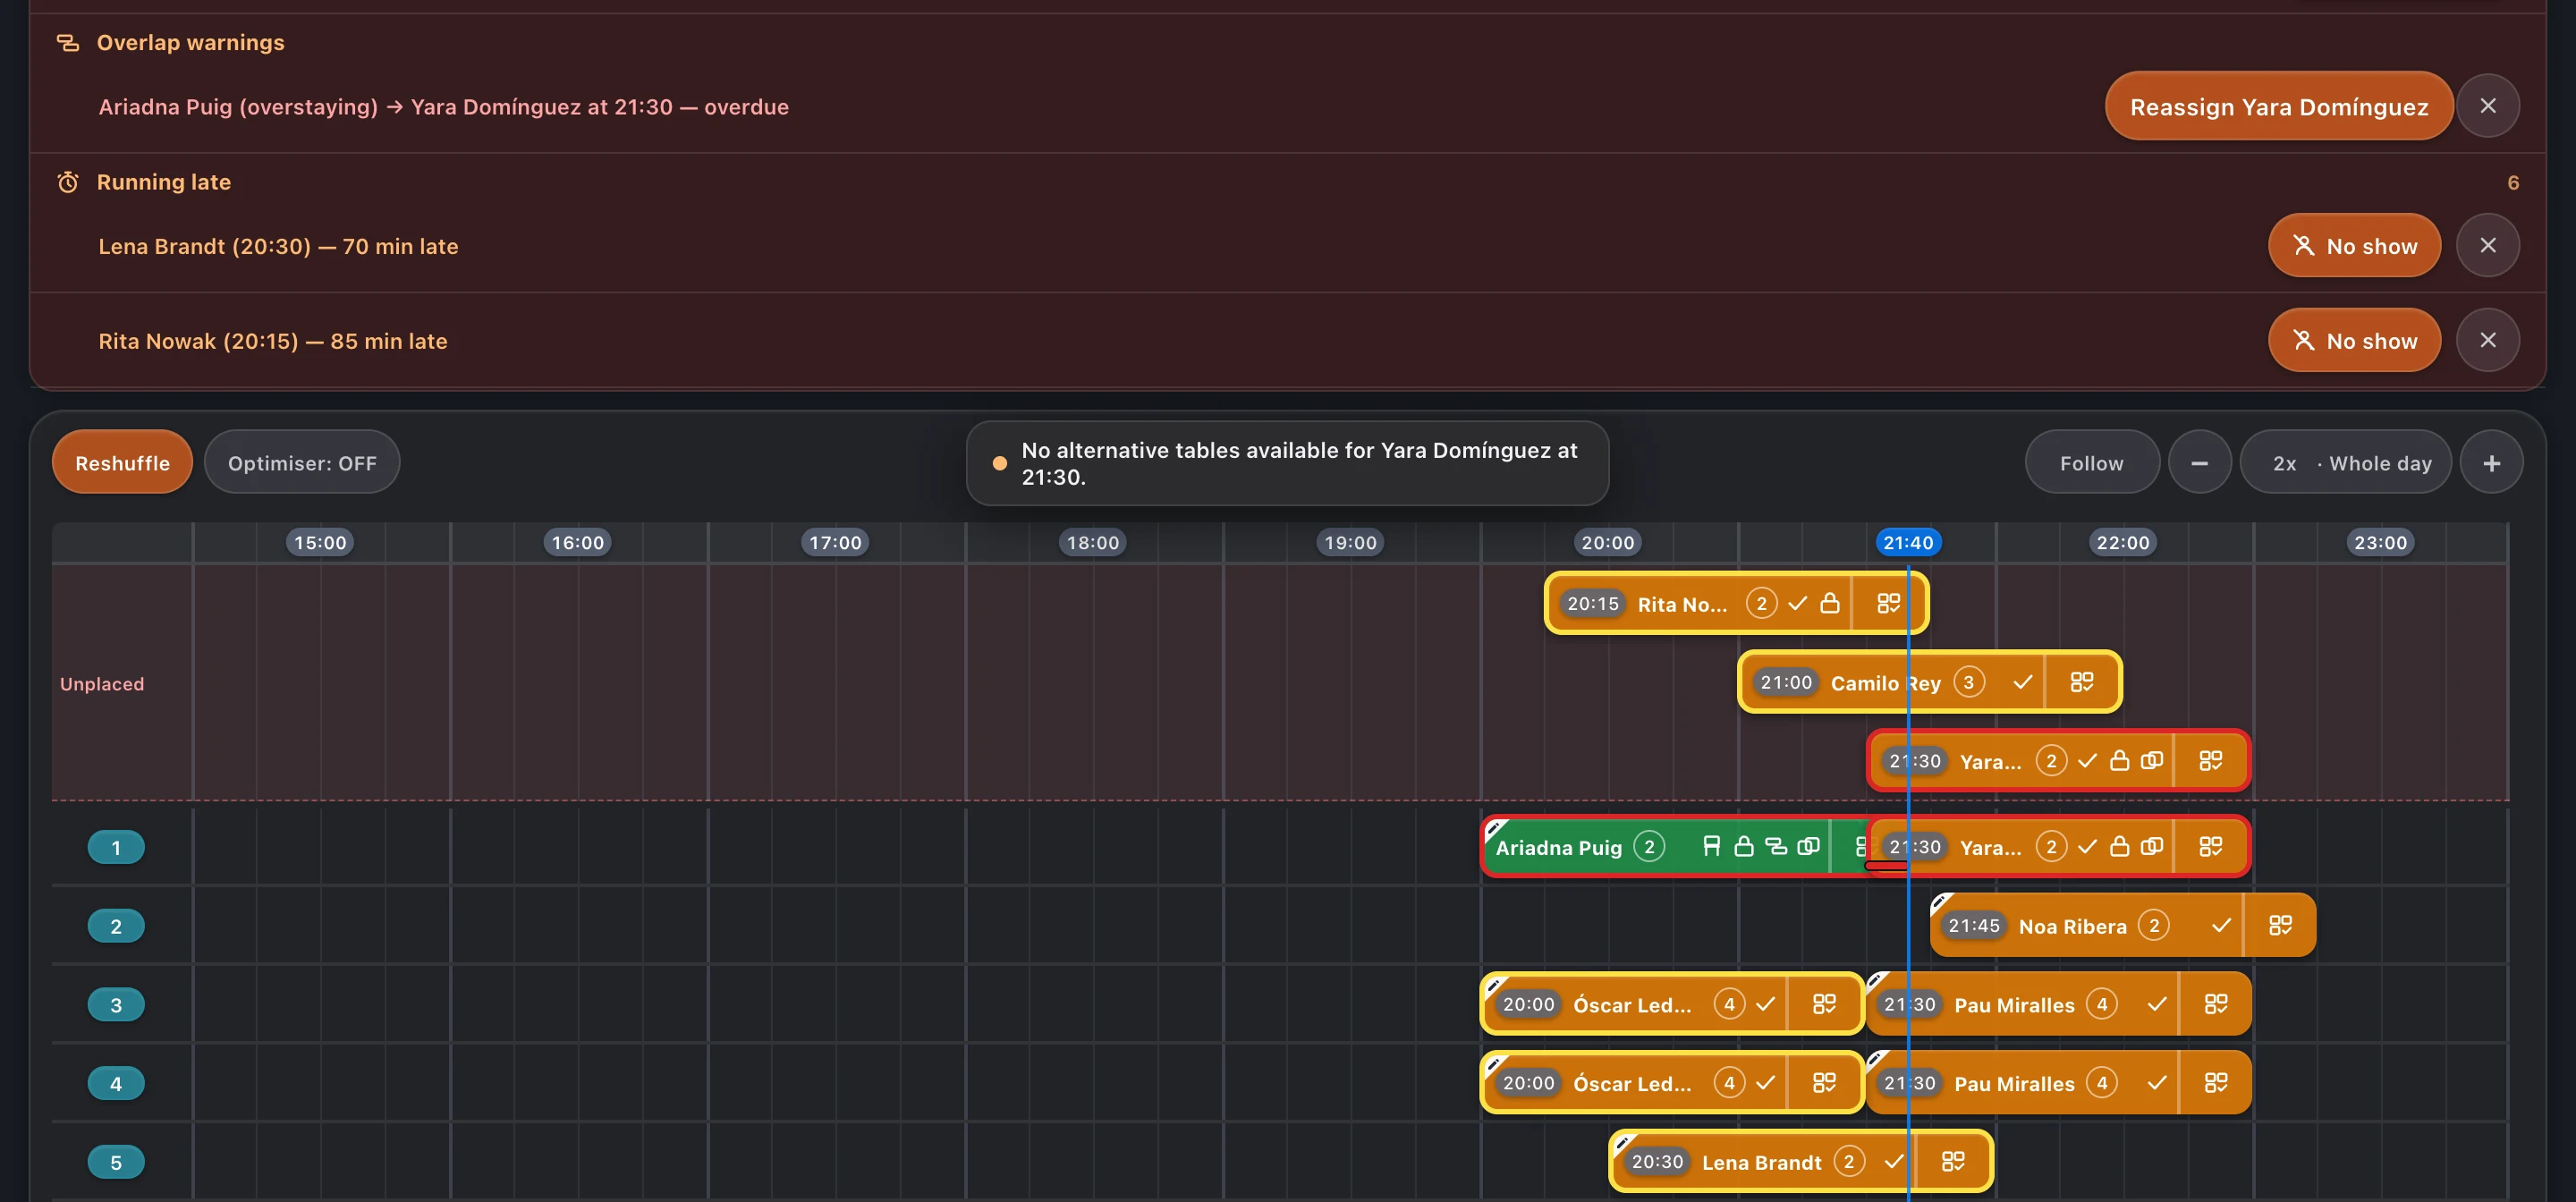 Overlap warnings
Ariadna Puig (overstaying) → Yara Domínguez at 21:30 — overdue
Reassign Yara Domínguez
Running late
6
Lena Brandt (20:30) — 70 min late
No show
Rita Nowak (20:15) — 85 min late
No show
Reshuffle
Optimiser: OFF
No alternative tables available for Yara Domínguez at
21:30.
Follow
2x · Whole day
15:00 16:00 17:00 18:00 19:00 20:00 21:40 22:00 23:00
Unplaced
20:15 Rita No... 2
21:00 Camilo Rey 3
21:30 Yara... 2
1 Ariadna Puig 2 21:30 Yara... 2
2 21:45 Noa Ribera 2
3 20:00 Óscar Led... 4 21:30 Pau Miralles 4
4 20:00 Óscar Led... 4 21:30 Pau Miralles 4
5 20:30 Lena Brandt 2